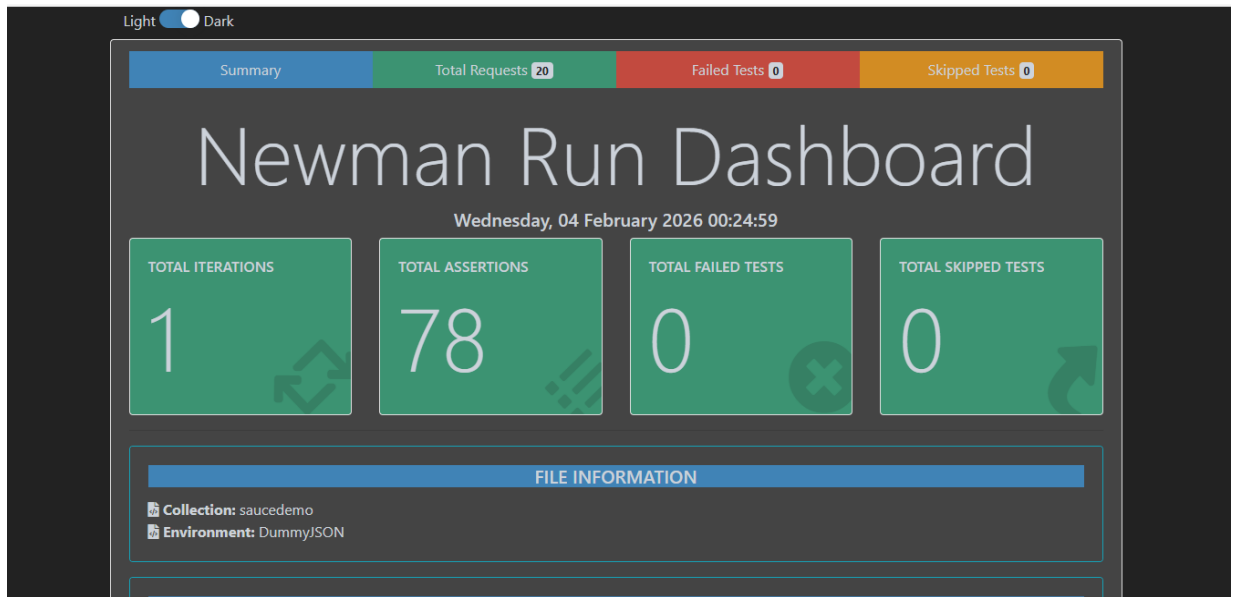 Light Dark
Summary Total Requests 20 Failed Tests 0 Skipped Tests 0
Newman Run Dashboard
Wednesday, 04 February 2026 00:24:59
TOTAL ITERATIONS TOTAL ASSERTIONS TOTAL FAILED TESTS TOTAL SKIPPED TESTS
1 78 0 0
FILE INFORMATION
Collection: saucedemo
Environment: DummyJSON